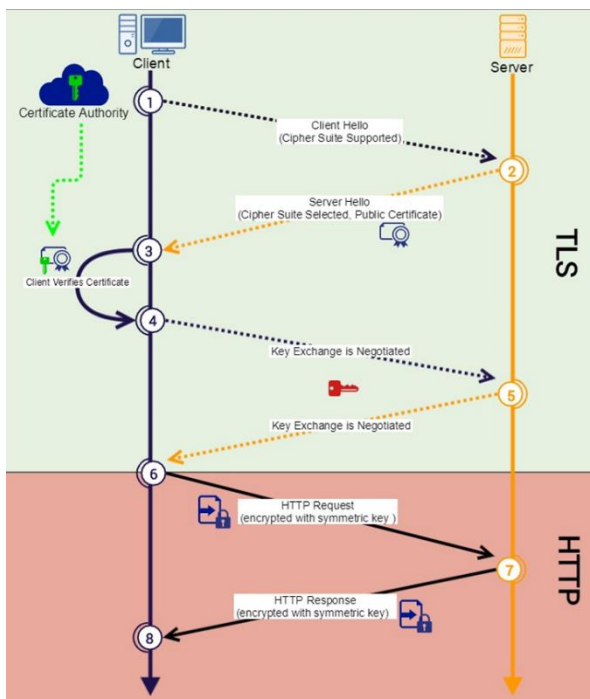 Client
Server
Certificate Authority
1
Client Hello
(Cipher Suite Supported)
2
Server Hello
(Cipher Suite Selected, Public Certificate)
3
Client Verifies Certificate
4
Key Exchange is Negotiated
5
Key Exchange is Negotiated
TLS
6
HTTP Request
(encrypted with symmetric key )
7
HTTP Response
(encrypted with symmetric key)
8
HTTP